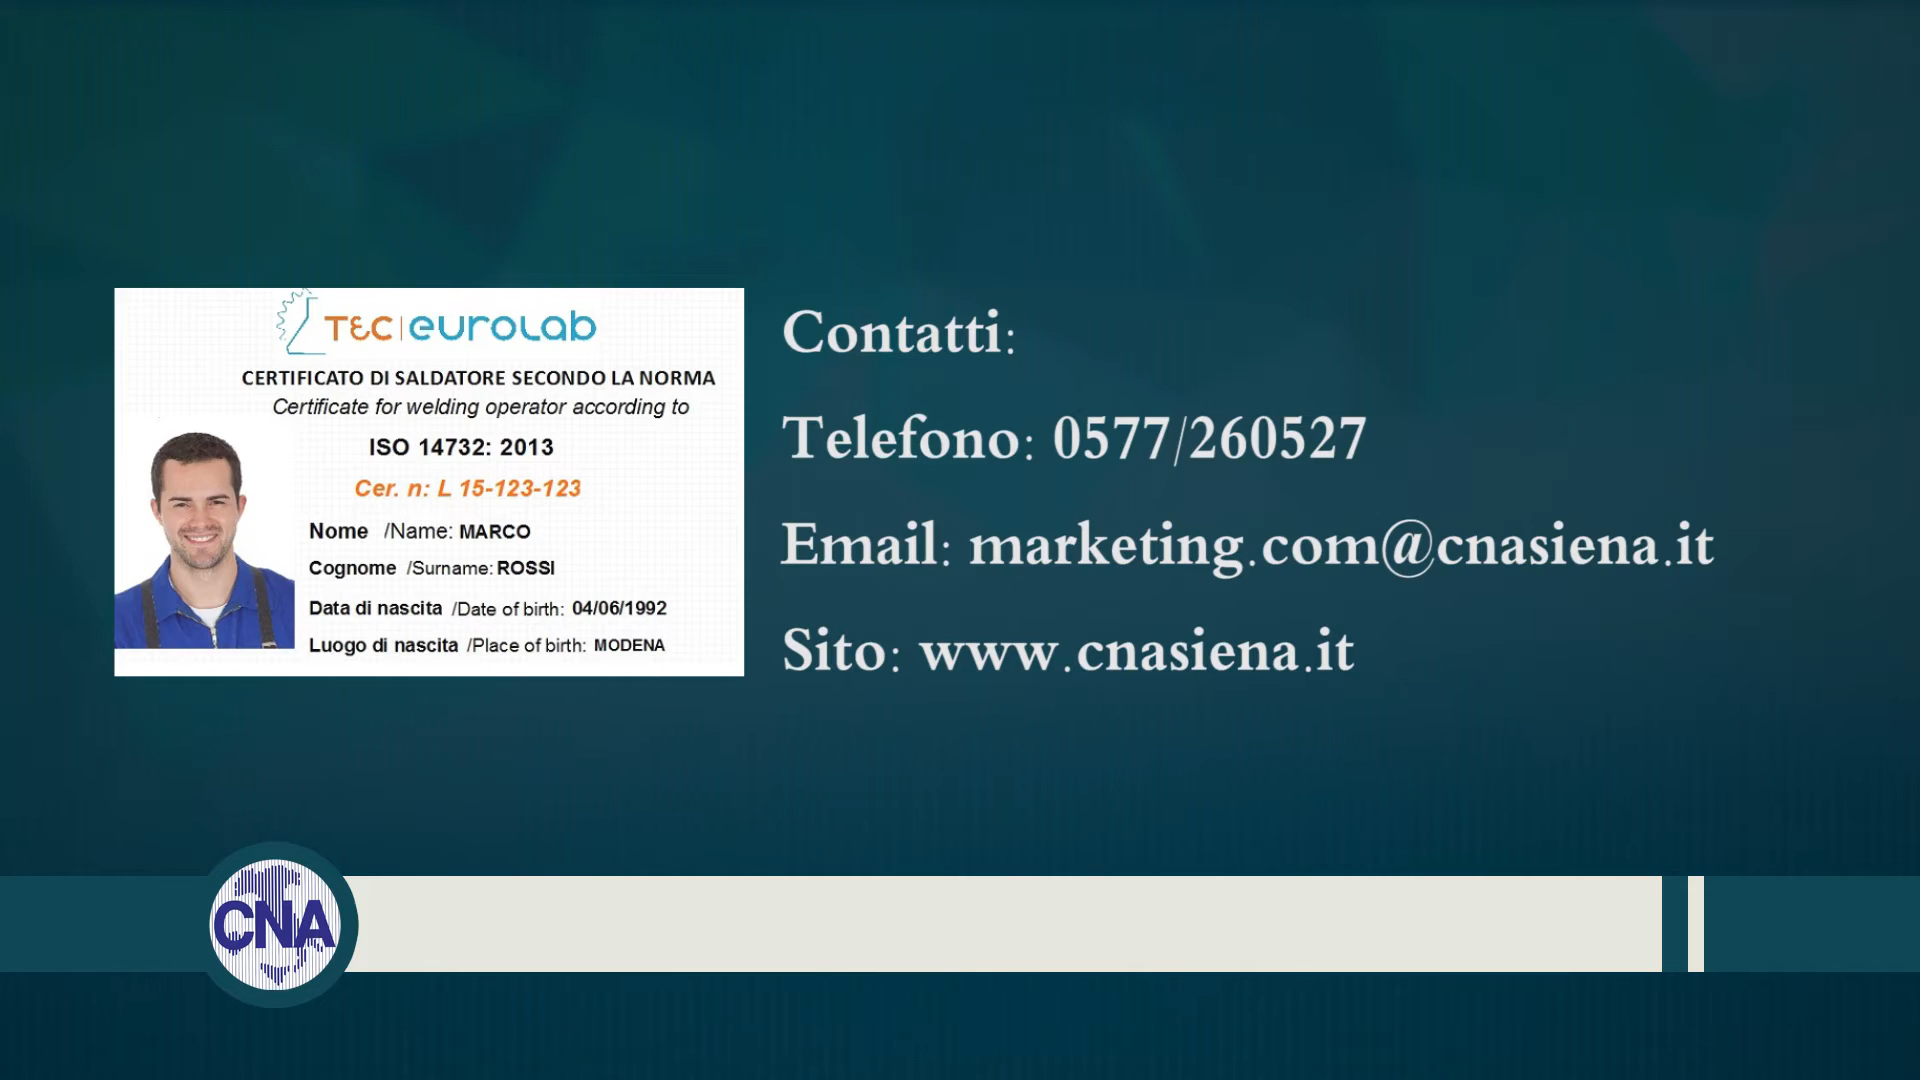 TEC|eurolab
CERTIFICATO DI SALDATORE SECONDO LA NORMA
Certificate for welding operator according to
ISO 14732: 2013
Cer. n: L 15-123-123
Nome /Name: MARCO
Cognome /Surname: ROSSI
Data di nascita /Date of birth: 04/06/1992
Luogo di nascita /Place of birth: MODENA
Contatti:
Telefono: 0577/260527
Email: marketing.com@cnasiena.it
Sito: www.cnasiena.it
CNA